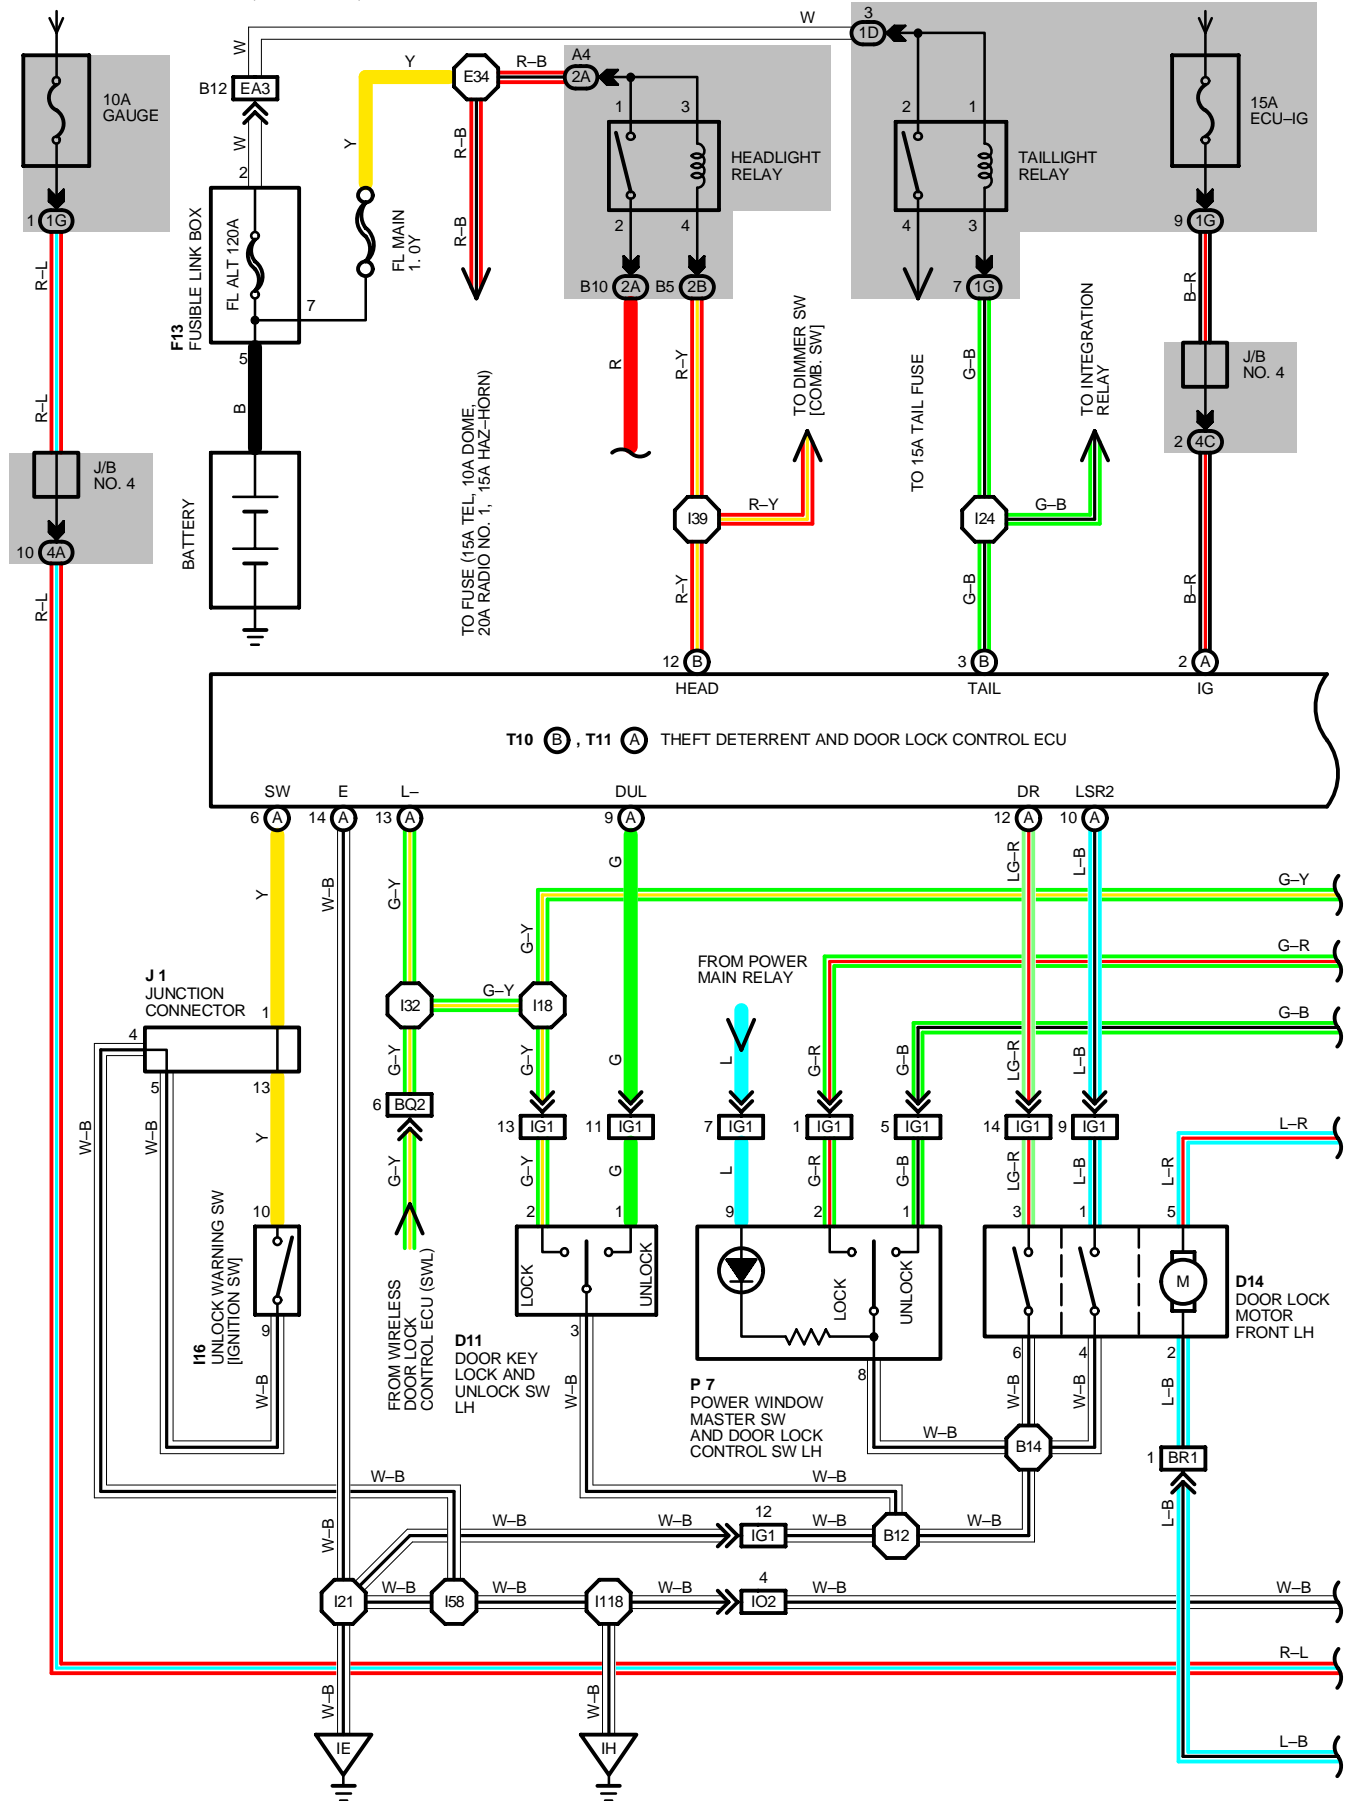 W
3
1D
W
B12
EA3
W
2
10A
GAUGE
1
1G
R–L
R–L
J/B
NO. 4
10
4A
R–L
F13
FUSIBLE LINK BOX
FL ALT 120A
7
5
B
BATTERY
Y
Y
FL MAIN
1. 0Y
E34
R–B
R–B
R–B
TO FUSE (15A TEL, 10A DOME,
20A RADIO NO. 1, 15A HAZ–HORN)
A4
2A
1
3
HEADLIGHT
RELAY
2
4
B10
2A
B5
2B
R
R–Y
I39
R–Y
TO DIMMER SW
[COMB. SW]
R–Y
12
B
2
1
TAILLIGHT
RELAY
4
3
7
1G
TO 15A TAIL FUSE
G–B
I24
G–B
TO INTEGRATION
RELAY
G–B
3
B
15A
ECU–IG
9
1G
B–R
J/B
NO. 4
2
4C
B–R
2
A
HEAD
TAIL
IG
T10 B , T11 A THEFT DETERRENT AND DOOR LOCK CONTROL ECU
SW
E
L–
DUL
DR
LSR2
6
A
14
A
13
A
9
A
12
A
10
A
Y
W–B
G–Y
G
LG–R
L–B
G–Y
G–Y
G–R
G–B
J 1
JUNCTION
CONNECTOR
1
4
5
13
I32
G–Y
I18
FROM POWER
MAIN RELAY
W–B
W–B
Y
G–Y
6
BQ2
G–Y
G–Y
G
L
G–R
G–B
LG–R
L–B
13
IG1
11
IG1
7
IG1
1
IG1
5
IG1
14
IG1
9
IG1
L–R
G–Y
G
L
G–R
G–B
LG–R
L–B
L–R
10
9
I16
UNLOCK WARNING SW
[IGNITION SW]
W–B
FROM WIRELESS
DOOR LOCK
CONTROL ECU (SWL)
2
1
LOCK
UNLOCK
3
D11
DOOR KEY
LOCK AND
UNLOCK SW
LH
W–B
9
2
1
LOCK
UNLOCK
8
P 7
POWER WINDOW
MASTER SW
AND DOOR LOCK
CONTROL SW LH
3
1
5
M
6
4
2
D14
DOOR LOCK
MOTOR
FRONT LH
W–B
W–B
L–B
W–B
B14
1
BR1
L–B
W–B
W–B
W–B
W–B
W–B
12
IG1
W–B
B12
W–B
I21
W–B
I58
W–B
I118
W–B
4
IO2
W–B
W–B
R–L
W–B
W–B
IE
IH
L–B